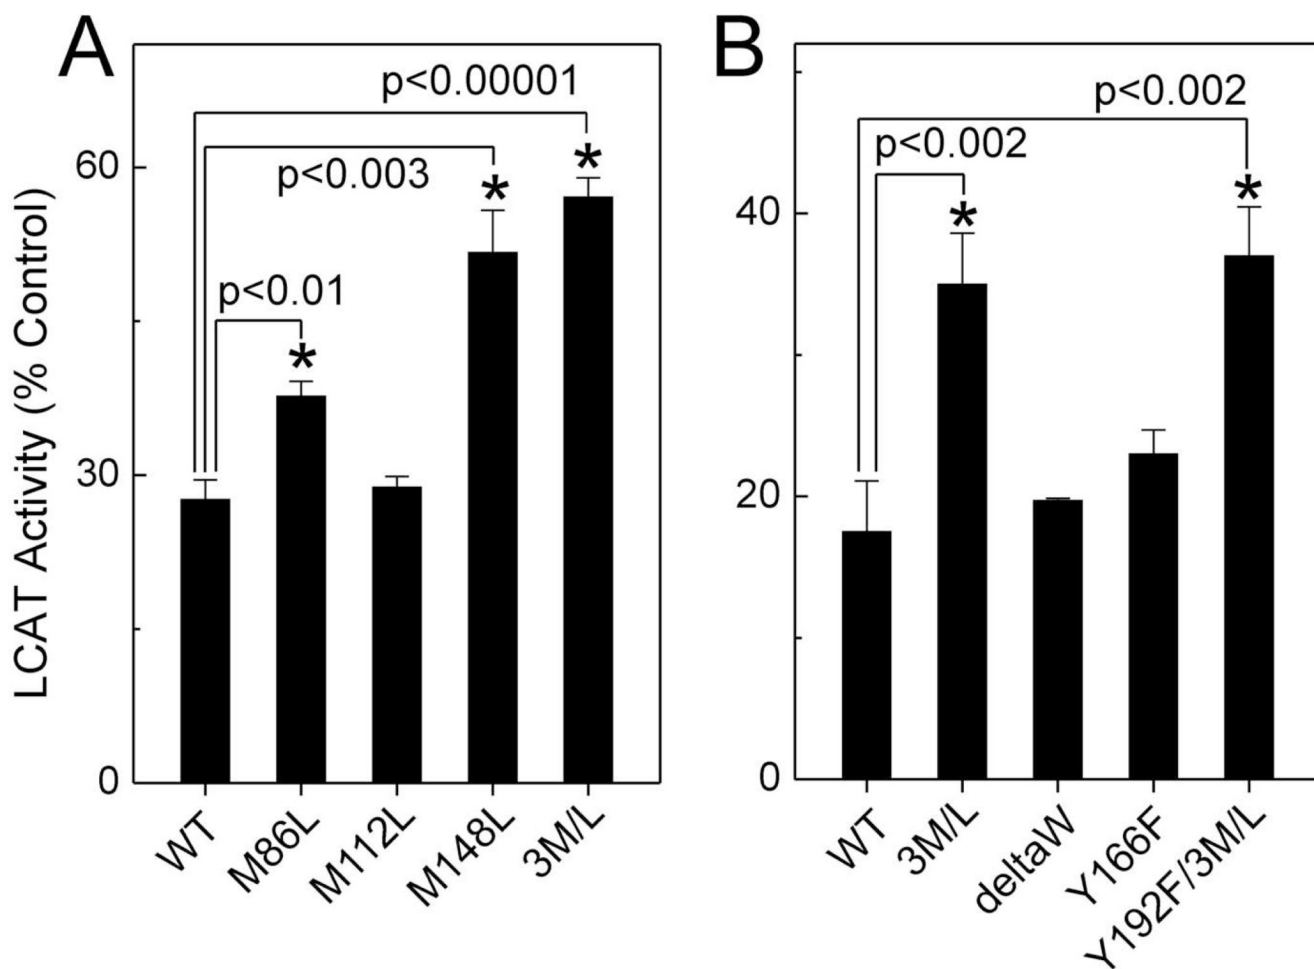 A
B
LCAT Activity (% Control)
60
30
0
p<0.00001
p<0.003
p<0.01
*
*
*
WT
M86L
M112L
M148L
3M/L
40
20
0
p<0.002
p<0.002
*
*
WT
3M/L
deltaW
Y166F
Y192F/3M/L